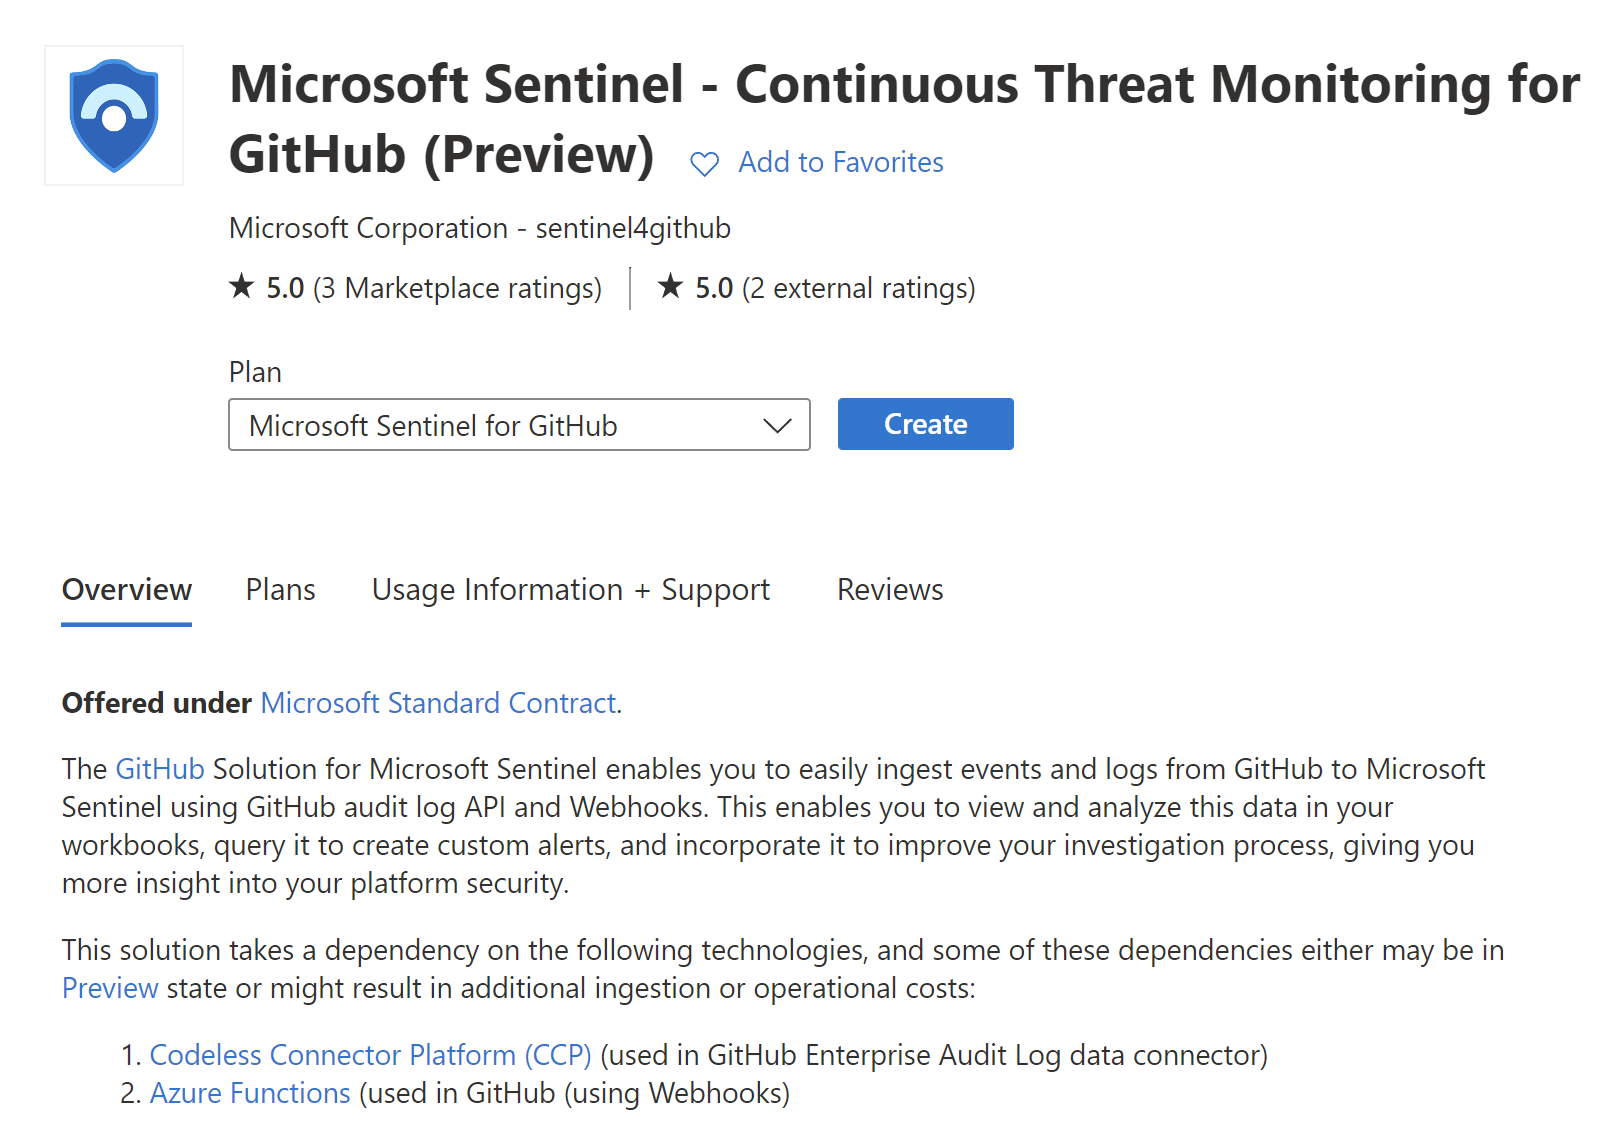 Microsoft Sentinel - Continuous Threat Monitoring for
GitHub (Preview) Add to Favorites
Microsoft Corporation - sentinel4github
★ 5.0 (3 Marketplace ratings) | ★ 5.0 (2 external ratings)
Plan
Microsoft Sentinel for GitHub Create
Overview Plans Usage Information + Support Reviews
Offered under Microsoft Standard Contract.
The GitHub Solution for Microsoft Sentinel enables you to easily ingest events and logs from GitHub to Microsoft
Sentinel using GitHub audit log API and Webhooks. This enables you to view and analyze this data in your
workbooks, query it to create custom alerts, and incorporate it to improve your investigation process, giving you
more insight into your platform security.
This solution takes a dependency on the following technologies, and some of these dependencies either may be in
Preview state or might result in additional ingestion or operational costs:
1. Codeless Connector Platform (CCP) (used in GitHub Enterprise Audit Log data connector)
2. Azure Functions (used in GitHub (using Webhooks)